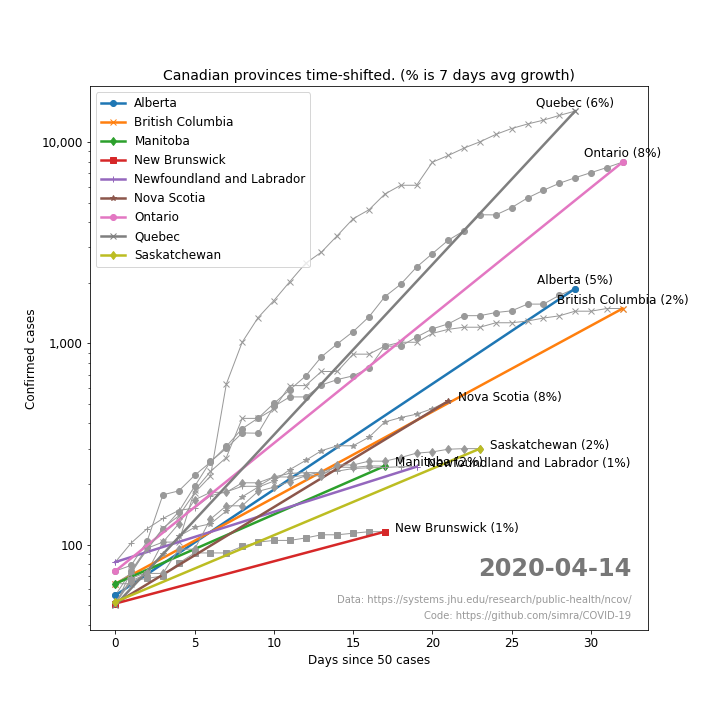 Canadian provinces time-shifted. (% is 7 days avg growth)
Alberta
British Columbia
Manitoba
New Brunswick
Newfoundland and Labrador
Nova Scotia
Ontario
Quebec
Saskatchewan
Quebec (6%)
Ontario (8%)
Alberta (5%)
British Columbia (2%)
Nova Scotia (8%)
Saskatchewan (2%)
Manitoba (2%)
Newfoundland and Labrador (1%)
New Brunswick (1%)
10,000
1,000
100
Confirmed cases
2020-04-14
Data: https://systems.jhu.edu/research/public-health/ncov/
Code: https://github.com/simra/COVID-19
0 5 10 15 20 25 30
Days since 50 cases